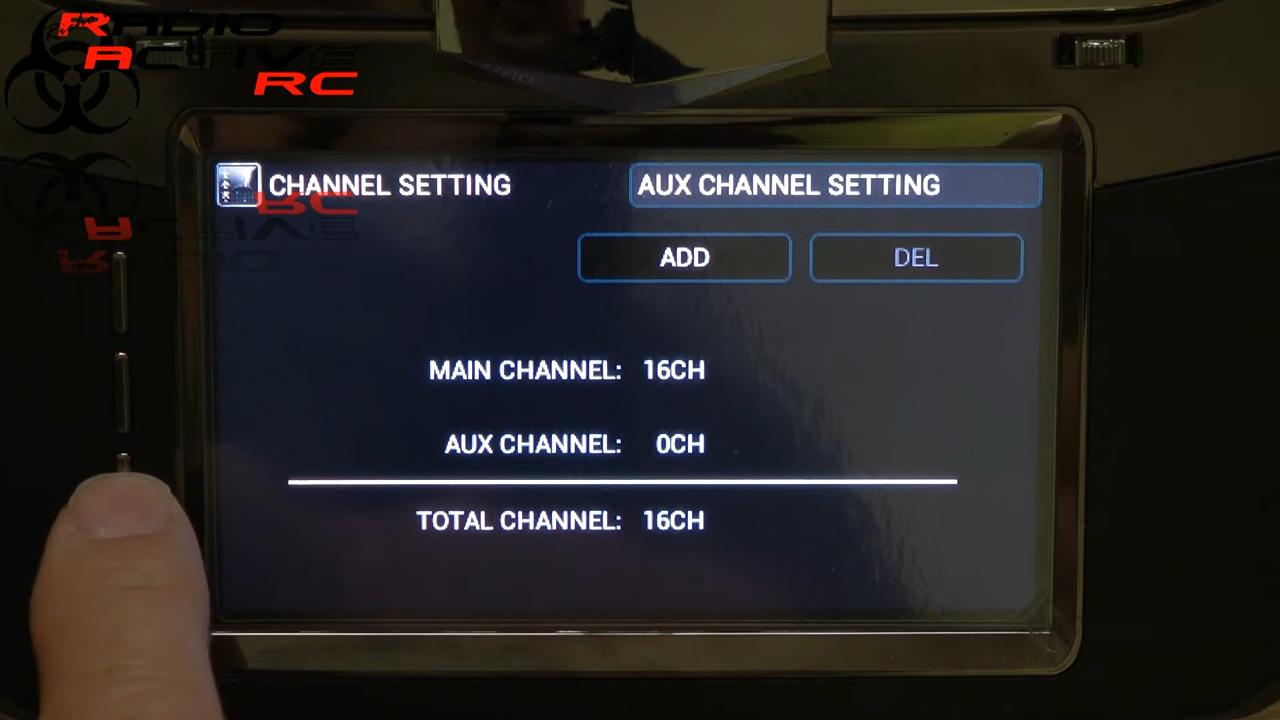 RADIO
ACTIVE
RC
CHANNEL SETTING
AUX CHANNEL SETTING
ADD
DEL
MAIN CHANNEL: 16CH
AUX CHANNEL: 0CH
TOTAL CHANNEL: 16CH